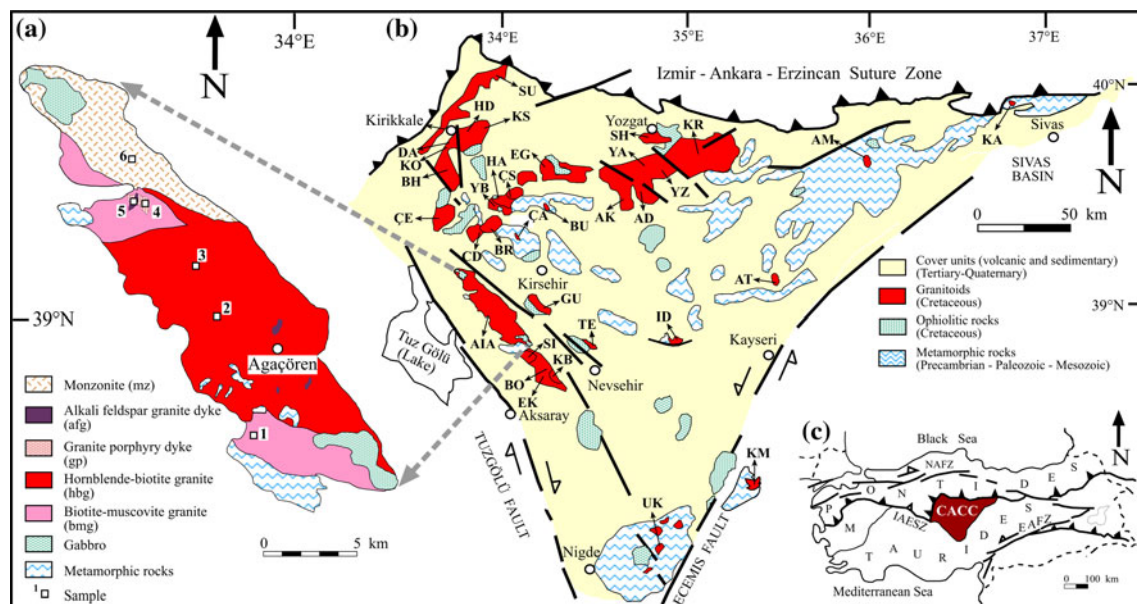 (a)
34°E
N
39°N
6
5
4
3
2
Agaçören
1
Monzonite (mz)
Alkali feldspar granite dyke
(afg)
Granite porphyry dyke
(gp)
Hornblende-biotite granite
(hbg)
Biotite-muscovite granite
(bmg)
Gabbro
Metamorphic rocks
1 Sample
0 5 km
(b)
34°E
35°E
36°E
37°E
N
Izmir - Ankara - Erzincan Suture Zone
40°N
SU
HD
KS
Kirikkale
DA
KO
BH
HA
ÇS
EG
YB
Yozgat
SH
KR
YA
YZ
AK
AD
AM
KA
Sivas
SIVAS
BASIN
N
ÇE
CD
BR
ÇA
BU
AT
0 50 km
Kirsehir
GU
TE
ID
Kayseri
39°N
Tuz Gölü
(Lake)
AIA
SI
KB
BO
EK
Nevsehir
Aksaray
TUZGÖLÜ FAULT
UK
KM
Nigde
ECEMIS FAULT
Cover units (volcanic and sedimentary)
(Tertiary-Quaternary)
Granitoids
(Cretaceous)
Ophiolitic rocks
(Cretaceous)
Metamorphic rocks
(Precambrian - Paleozoic - Mesozoic)
(c)
Black Sea
N
NAFZ
P O N T I D E S
IAESZ
CACC
EAFZ
T A U R I D E S
M
Mediterranean Sea
0 100 km